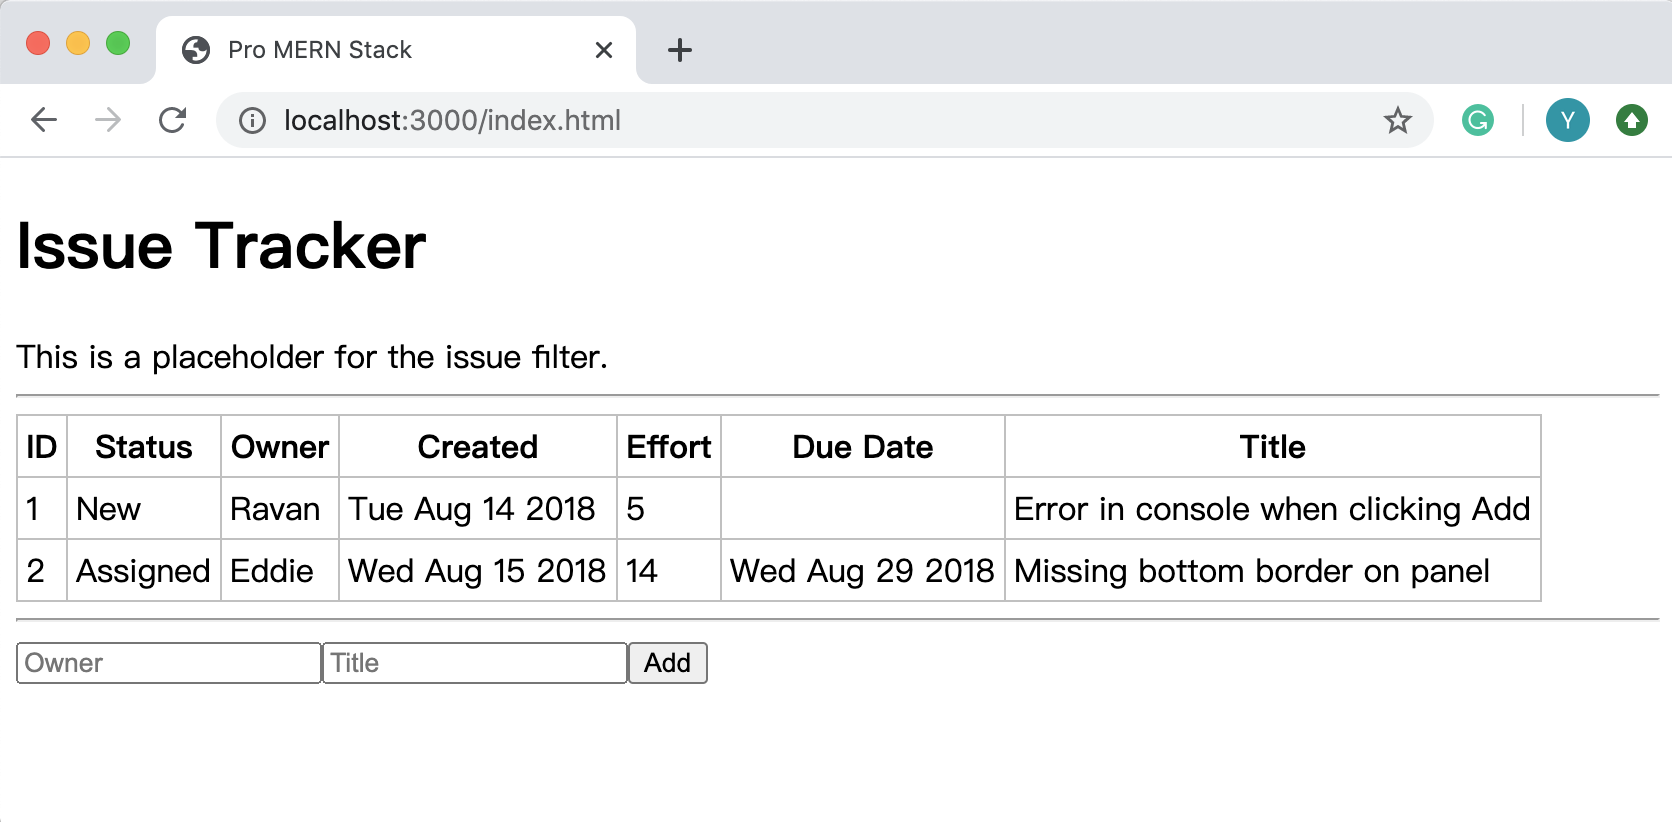 Pro MERN Stack
localhost:3000/index.html
Y
Issue Tracker
This is a placeholder for the issue filter.
ID Status Owner Created Effort Due Date Title
1 New Ravan Tue Aug 14 2018 5 Error in console when clicking Add
2 Assigned Eddie Wed Aug 15 2018 14 Wed Aug 29 2018 Missing bottom border on panel
Owner Title Add